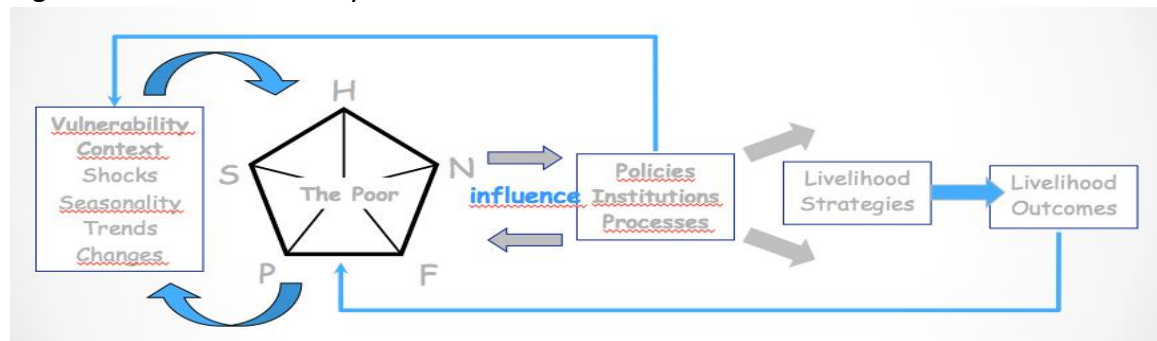 Vulnerability
Context
Shocks
Seasonality
Trends
Changes
H
S
N
The Poor
P
F
influence
Policies
Institutions
Processes
Livelihood
Strategies
Livelihood
Outcomes